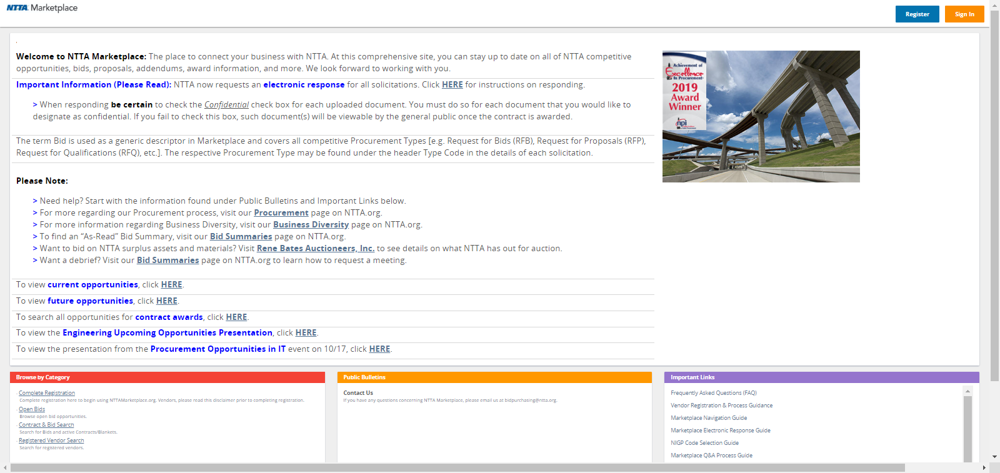 NTTA Marketplace
Register
Sign In
.
Welcome to NTTA Marketplace: The place to connect your business with NTTA. At this comprehensive site, you can stay up to date on all of NTTA competitive
opportunities, bids, proposals, addendums, award information, and more. We look forward to working with you.
Important Information (Please Read): NTTA now requests an electronic response for all solicitations. Click HERE for instructions on responding.
> When responding be certain to check the Confidential check box for each uploaded document. You must do so for each document that you would like to
designate as confidential. If you fail to check this box, such document(s) will be viewable by the general public once the contract is awarded.
The term Bid is used as a generic descriptor in Marketplace and covers all competitive Procurement Types [e.g. Request for Bids (RFB), Request for Proposals (RFP),
Request for Qualifications (RFQ), etc.]. The respective Procurement Type may be found under the header Type Code in the details of each solicitation.
Please Note:
> Need help? Start with the information found under Public Bulletins and Important Links below.
> For more regarding our Procurement process, visit our Procurement page on NTTA.org.
> For more information regarding Business Diversity, visit our Business Diversity page on NTTA.org.
> To find an “As-Read” Bid Summary, visit our Bid Summaries page on NTTA.org.
> Want to bid on NTTA surplus assets and materials? Visit Rene Bates Auctioneers, Inc. to see details on what NTTA has out for auction.
> Want a debrief? Visit our Bid Summaries page on NTTA.org to learn how to request a meeting.
To view current opportunities, click HERE.
To view future opportunities, click HERE.
To search all opportunities for contract awards, click HERE.
To view the Engineering Upcoming Opportunities Presentation, click HERE.
To view the presentation from the Procurement Opportunities in IT event on 10/17, click HERE.
Achievement of
Excellence
In Procurement
2019
Award
Winner
npi
Browse by Category
Complete Registration
Complete registration here to begin using NTTAMarketplace.org. Vendors, please read this disclaimer prior to completing registration.
Open Bids
Browse open bid opportunities.
Contract & Bid Search
Search for Bids and active Contracts/Blankets.
Registered Vendor Search
Search for registered vendors.
Public Bulletins
Contact Us
If you have any questions concerning NTTA Marketplace, please email us at bidpurchasing@ntta.org.
Important Links
Frequently Asked Questions (FAQ)
Vendor Registration & Process Guidance
Marketplace Navigation Guide
Marketplace Electronic Response Guide
NIGP Code Selection Guide
Marketplace Q&A Process Guide